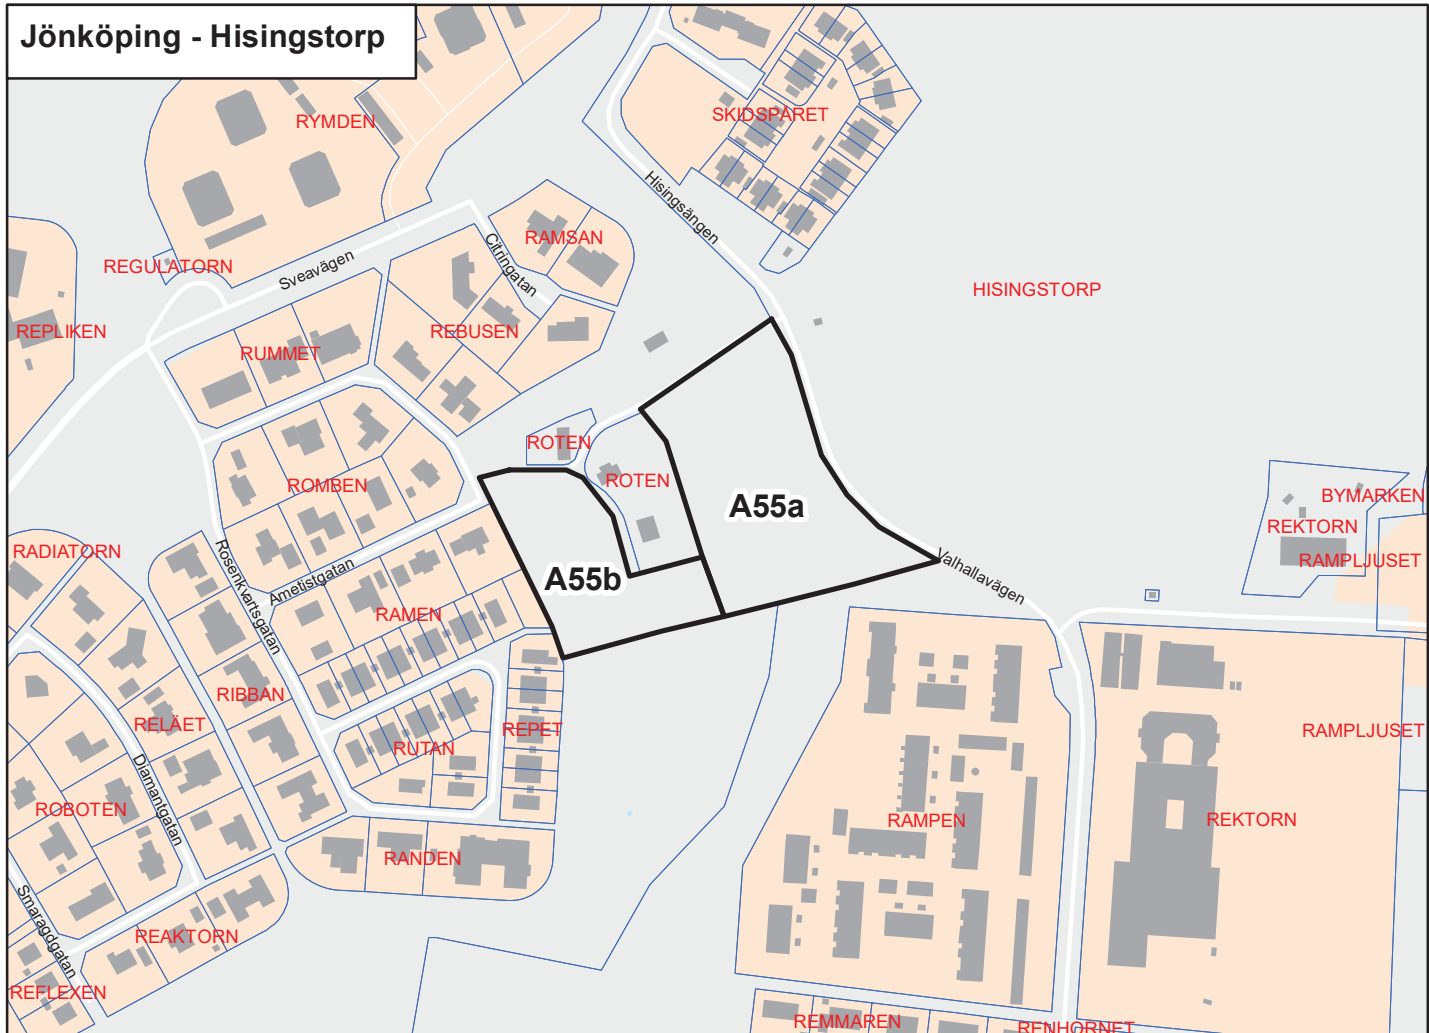 Jönköping - Hisingstorp
RYMDEN
SKIDSPÅRET
Hisingsängen
RAMSAN
Citringatan
REGULATORN
Sveavägen
HISINGSTORP
REPLIKEN
REBUSEN
RUMMET
ROTEN
ROTEN
ROMBEN
A55a
BYMARKEN
REKTORN
RAMPLJUSET
RADIATORN
Rosenkvartsgatan
Ametistgatan
A55b
Valhallavägen
RAMEN
RIBBAN
RELÄET
REPET
RUTAN
RAMPLJUSET
Diamantgatan
ROBOTEN
RAMPEN
REKTORN
RANDEN
Smaragdgatan
REAKTORN
REFLEXEN
REMMAREN
RENHORNET